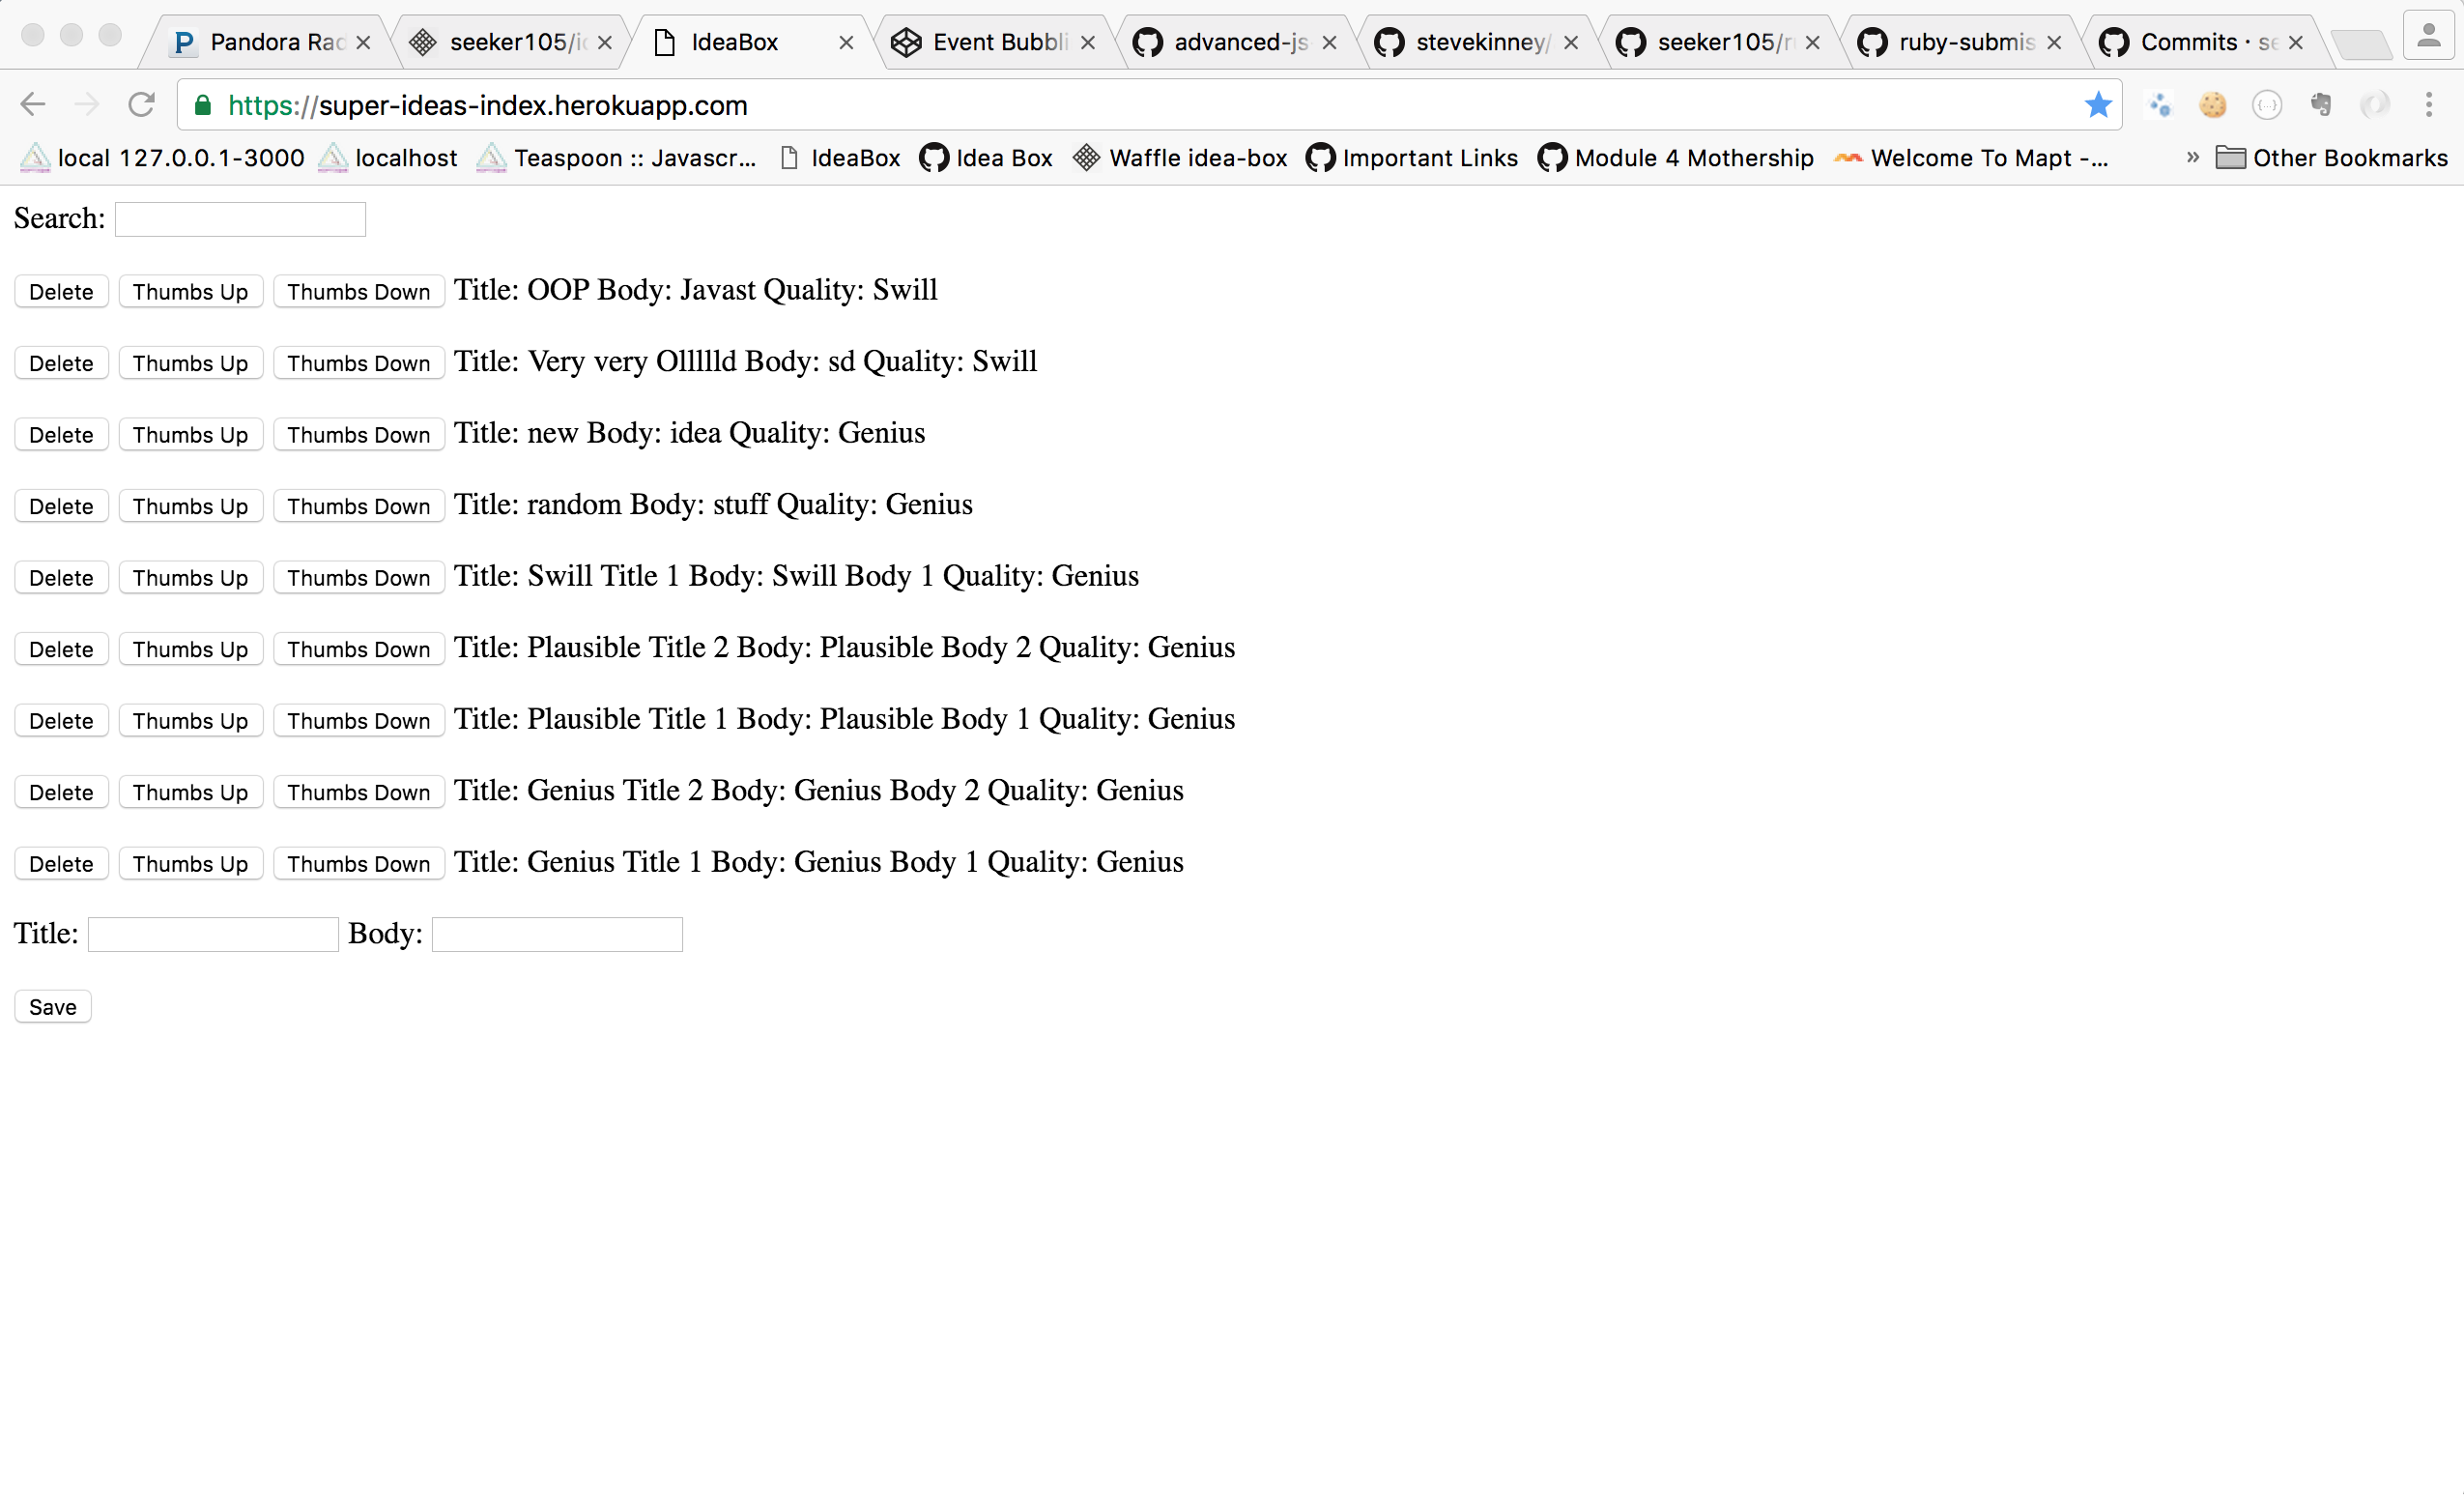 Pandora Rad
seeker105/i
IdeaBox
Event Bubbli
advanced-js
stevekinney/
seeker105/r
ruby-submis
Commits · se
https://super-ideas-index.herokuapp.com
local 127.0.0.1-3000 localhost Teaspoon :: Javascr... IdeaBox Idea Box Waffle idea-box Important Links Module 4 Mothership Welcome To Mapt -... » Other Bookmarks
Search:
Delete Thumbs Up Thumbs Down Title: OOP Body: Javast Quality: Swill
Delete Thumbs Up Thumbs Down Title: Very very Ollllld Body: sd Quality: Swill
Delete Thumbs Up Thumbs Down Title: new Body: idea Quality: Genius
Delete Thumbs Up Thumbs Down Title: random Body: stuff Quality: Genius
Delete Thumbs Up Thumbs Down Title: Swill Title 1 Body: Swill Body 1 Quality: Genius
Delete Thumbs Up Thumbs Down Title: Plausible Title 2 Body: Plausible Body 2 Quality: Genius
Delete Thumbs Up Thumbs Down Title: Plausible Title 1 Body: Plausible Body 1 Quality: Genius
Delete Thumbs Up Thumbs Down Title: Genius Title 2 Body: Genius Body 2 Quality: Genius
Delete Thumbs Up Thumbs Down Title: Genius Title 1 Body: Genius Body 1 Quality: Genius
Title: Body:
Save